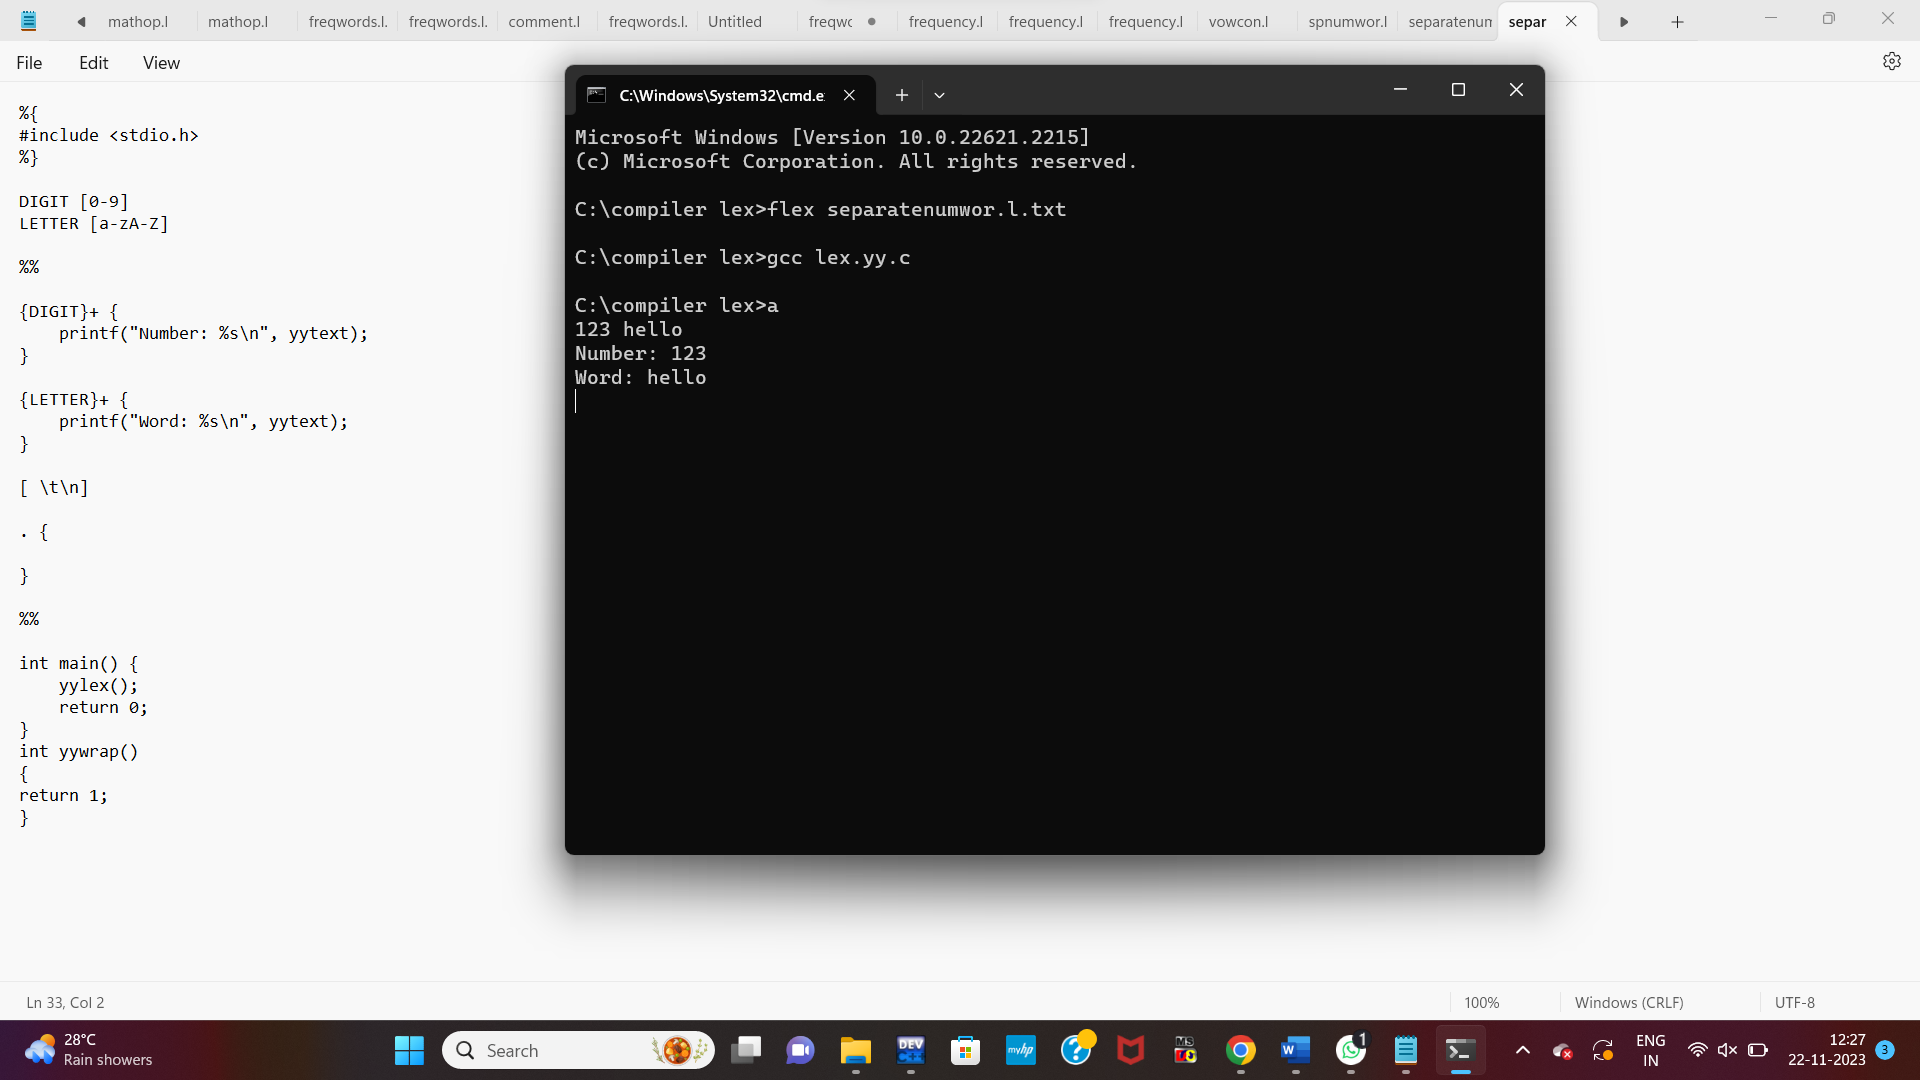 mathop.l
mathop.l
freqwords.l.
freqwords.l.
comment.l
freqwords.l.
Untitled
freqwc
frequency.l
frequency.l
frequency.l
vowcon.l
spnumwor.l
separatenum
separ
File Edit View
%{
#include <stdio.h>
%}
DIGIT [0-9]
LETTER [a-zA-Z]
%%
{DIGIT}+ {
printf("Number: %s\n", yytext);
}
{LETTER}+ {
printf("Word: %s\n", yytext);
}
[ \t\n]
. {
}
%%
int main() {
yylex();
return 0;
}
int yywrap()
{
return 1;
}
C:\Windows\System32\cmd.e
Microsoft Windows [Version 10.0.22621.2215]
(c) Microsoft Corporation. All rights reserved.
C:\compiler lex>flex separatenumwor.l.txt
C:\compiler lex>gcc lex.yy.c
C:\compiler lex>a
123 hello
Number: 123
Word: hello
Ln 33, Col 2
100%
Windows (CRLF)
UTF-8
28°C
Rain showers
Search
DEV
C++
myhp
?
MS
W
1
ENG
IN
12:27
22-11-2023
3